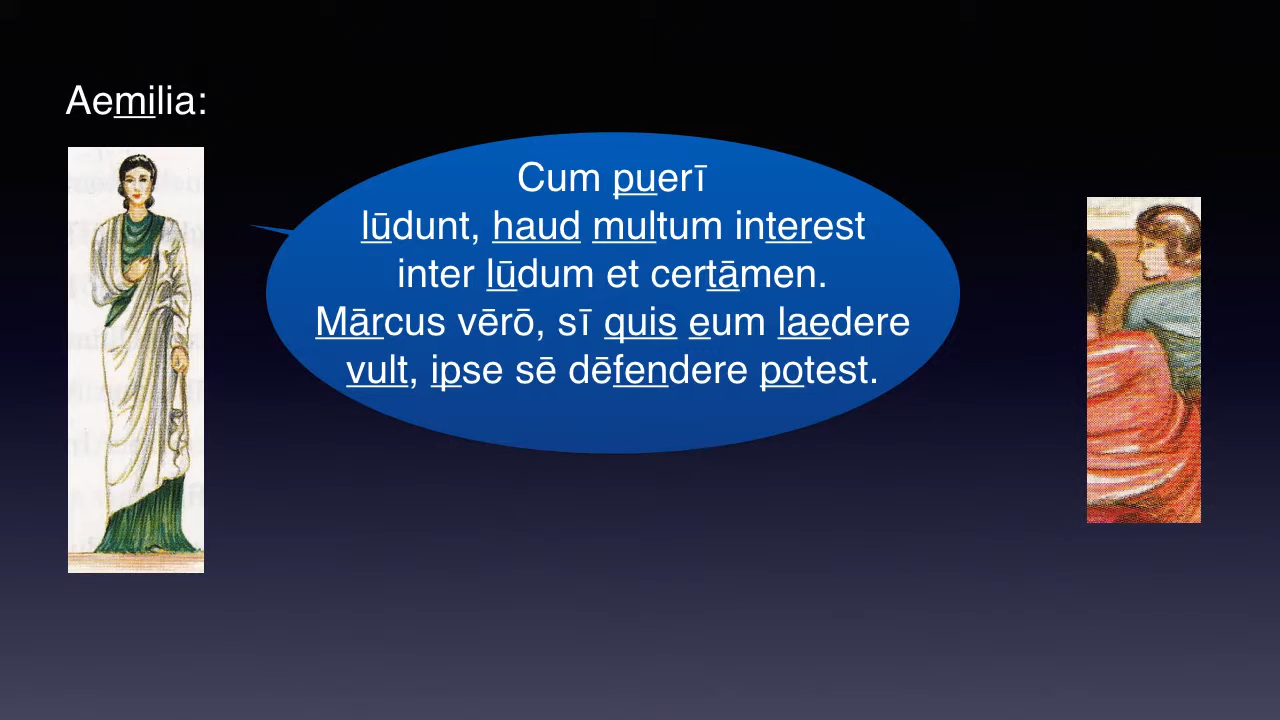 Aemilia:
Cum puerī
lūdunt, haud multum interest
inter lūdum et certāmen.
Mārcus vērō, sī quis eum laedere
vult, ipse sē dēfendere potest.